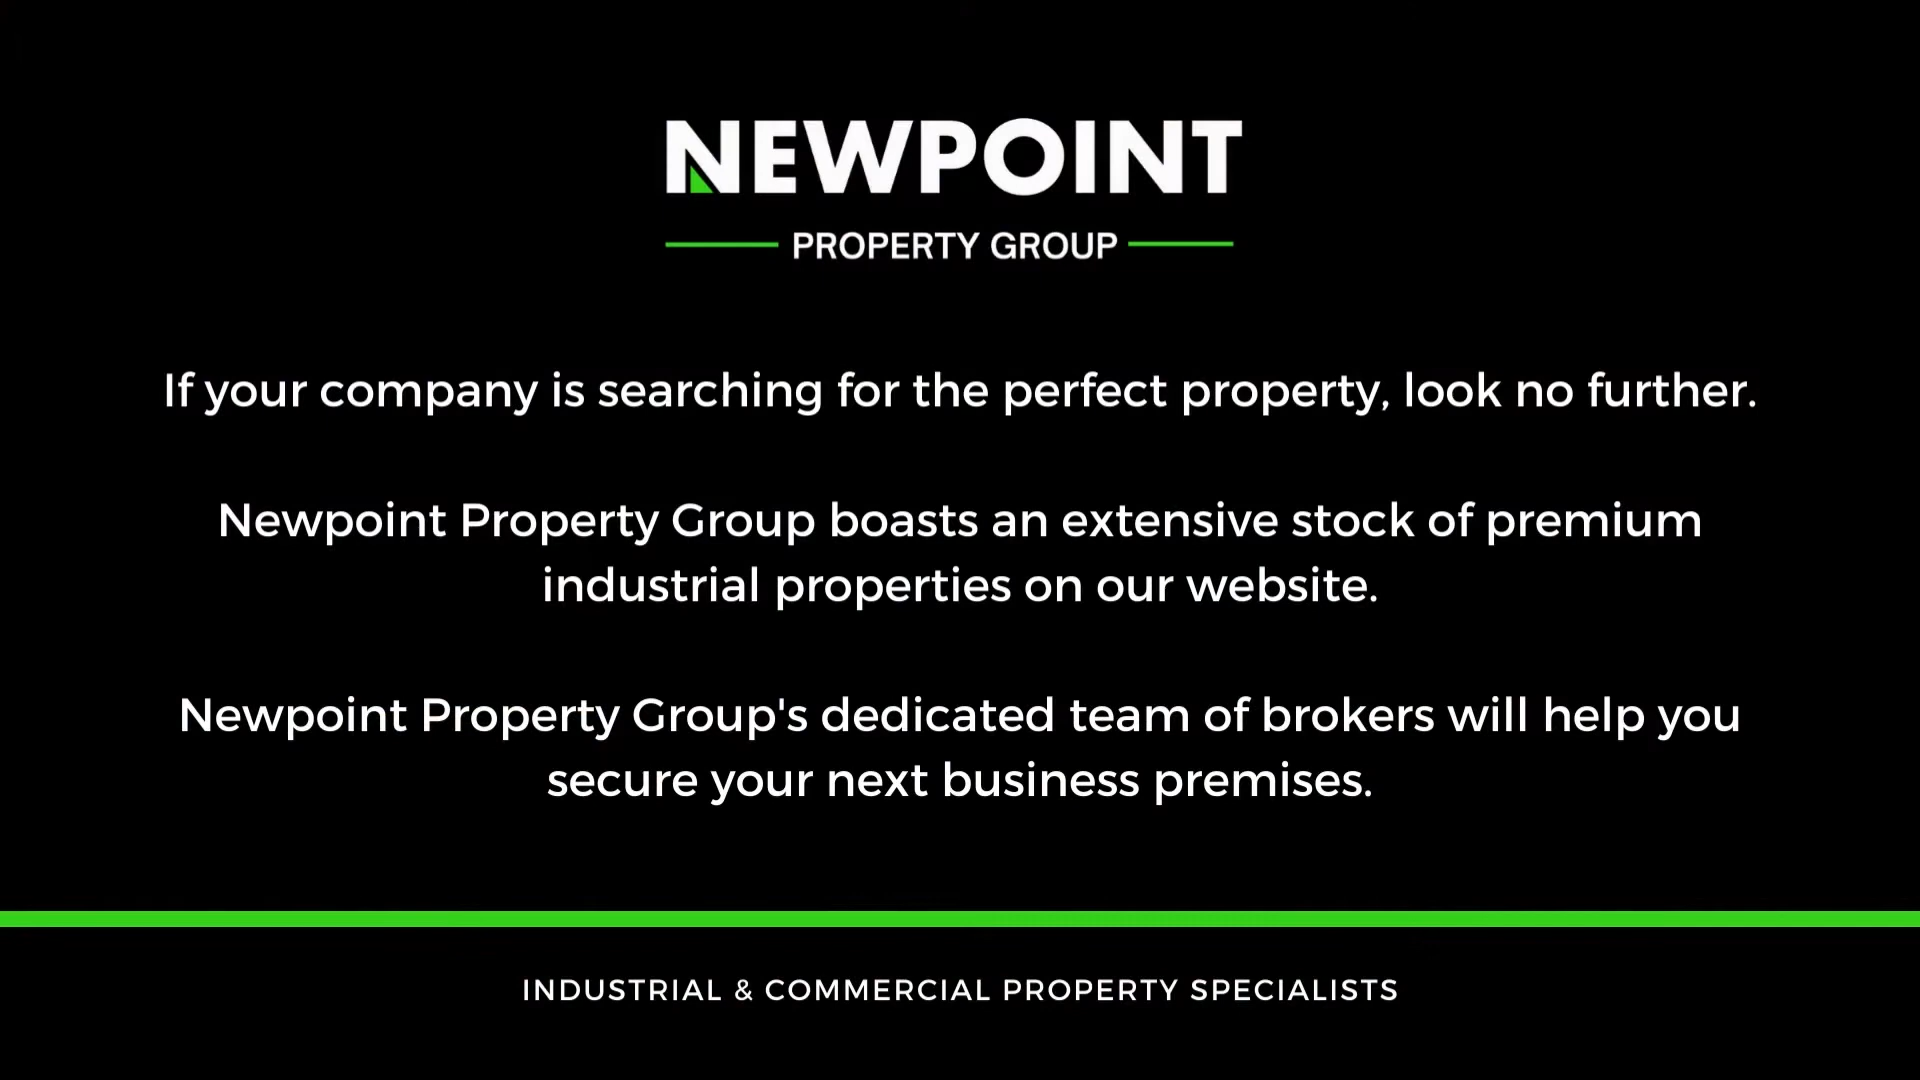 NEWPOINT
PROPERTY GROUP
If your company is searching for the perfect property, look no further.
Newpoint Property Group boasts an extensive stock of premium
industrial properties on our website.
Newpoint Property Group's dedicated team of brokers will help you
secure your next business premises.
INDUSTRIAL & COMMERCIAL PROPERTY SPECIALISTS